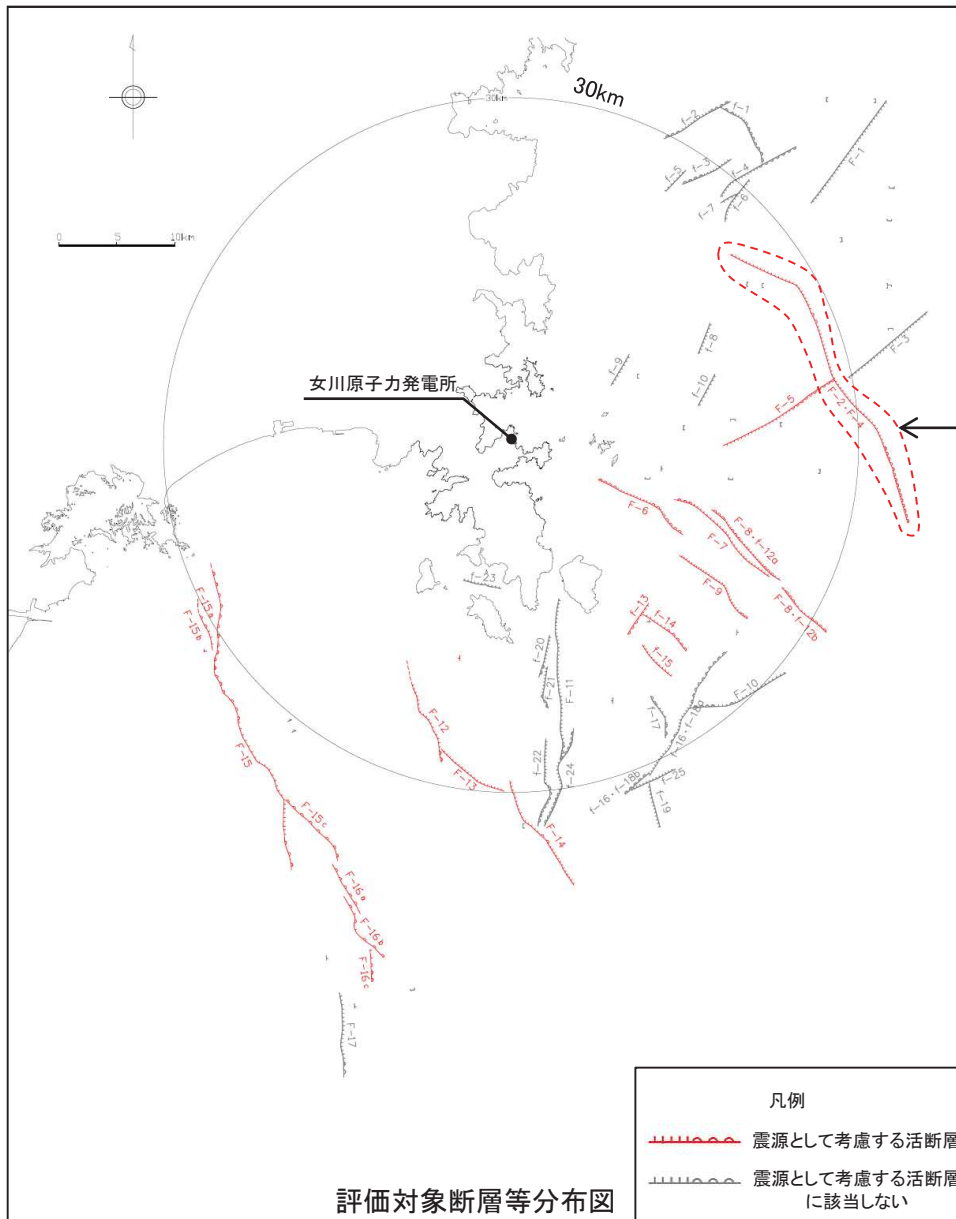 30km
30km
f-2
f-1
F-1
f-5
f-3
f-4
f-7
f-6
0 5 10km
F-3
f-8
f-9
f-10
女川原子力発電所
F-2・F-4
F-5
F-6
F-8・f-12a
F-7
F-9
F-8・f-12b
f-23
F-15a
F-15b
f-13
f-14
f-15
f-20
f-21
F-11
F-10
f-17
f-16・f-18a
F-12
F-13
f-22
f-24
f-16・f-18b
f-25
f-19
F-15
F-15c
F-14
F-16a
F-16b
F-16c
F-17
凡例
震源として考慮する活断層
震源として考慮する活断層
に該当しない
評価対象断層等分布図